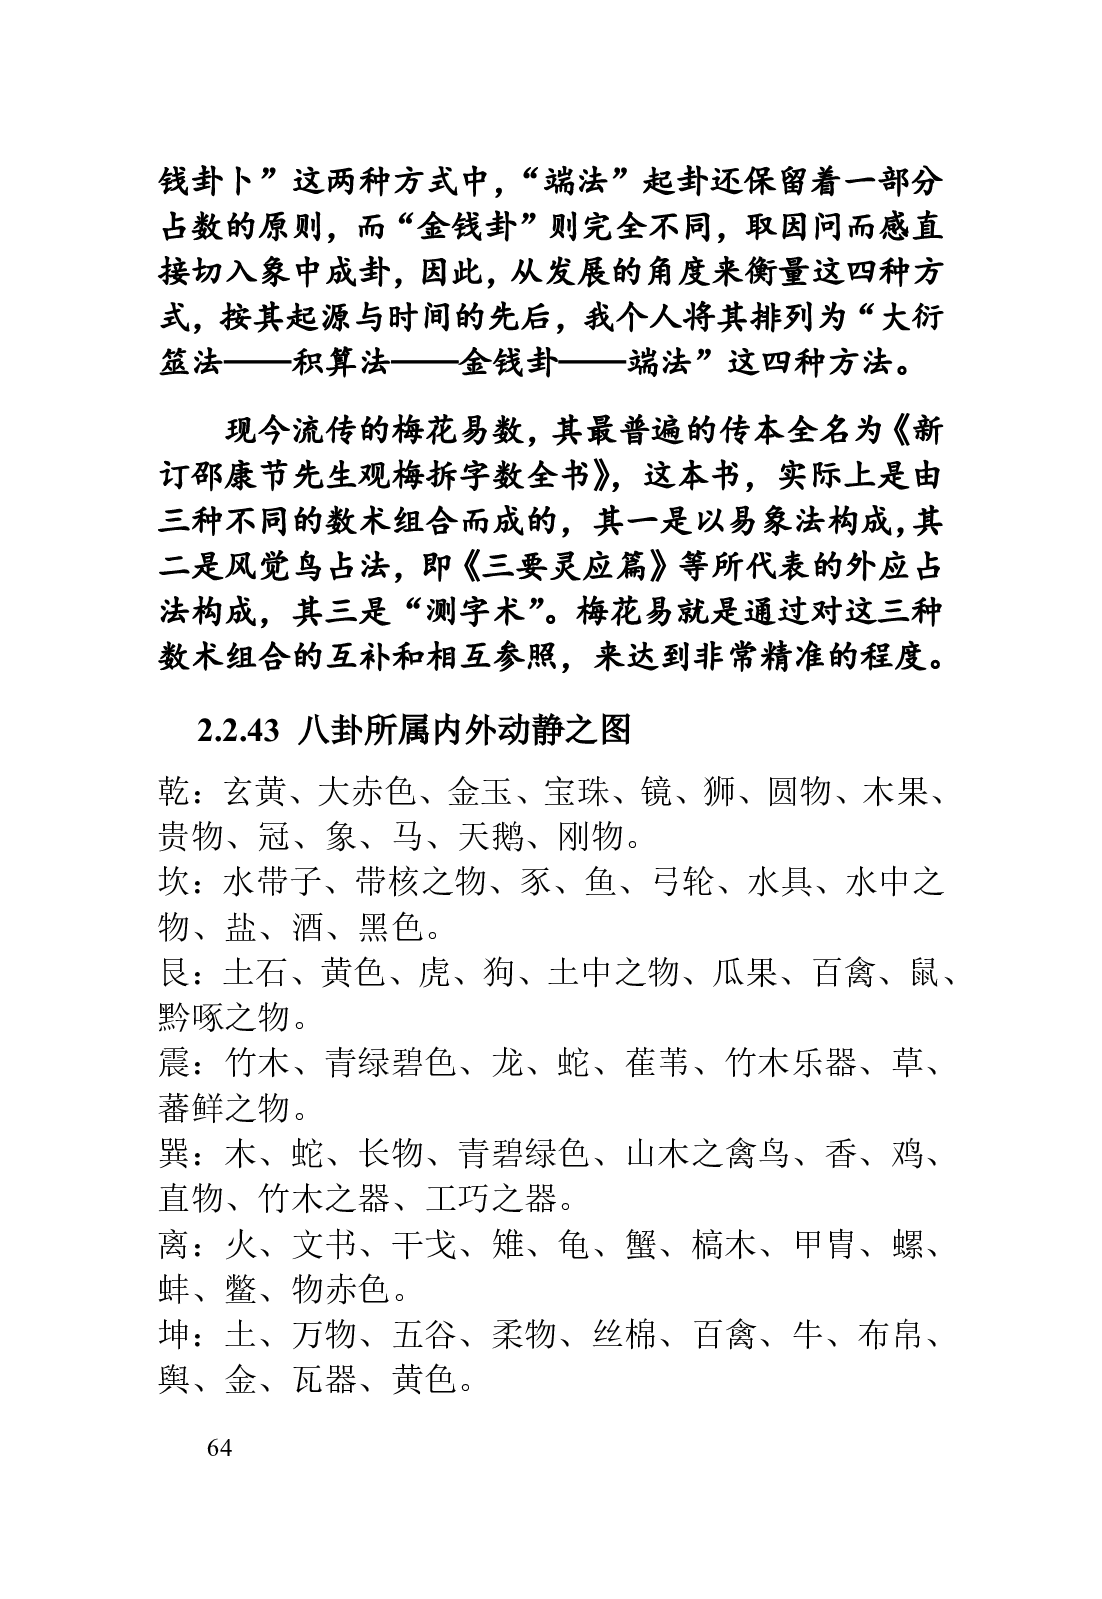 钱卦卜”这两种方式中，“端法”起卦还保留着一部分
占数的原则，而“金钱卦”则完全不同，取因问而感直
接切入象中成卦，因此，从发展的角度来衡量这四种方
式，按其起源与时间的先后，我个人将其排列为“大衍
筮法——积算法——金钱卦——端法”这四种方法。
现今流传的梅花易数，其最普遍的传本全名为《新
订邵康节先生观梅拆字数全书》，这本书，实际上是由
三种不同的数术组合而成的，其一是以易象法构成，其
二是风觉鸟占法，即《三要灵应篇》等所代表的外应占
法构成，其三是“测字术”。梅花易就是通过对这三种
数术组合的互补和相互参照，来达到非常精准的程度。
2.2.43 八卦所属内外动静之图
乾：玄黄、大赤色、金玉、宝珠、镜、狮、圆物、木果、
贵物、冠、象、马、天鹅、刚物。
坎：水带子、带核之物、豕、鱼、弓轮、水具、水中之
物、盐、酒、黑色。
艮：土石、黄色、虎、狗、土中之物、瓜果、百禽、鼠、
黔啄之物。
震：竹木、青绿碧色、龙、蛇、萑苇、竹木乐器、草、
蕃鲜之物。
巽：木、蛇、长物、青碧绿色、山木之禽鸟、香、鸡、
直物、竹木之器、工巧之器。
离：火、文书、干戈、雉、龟、蟹、槁木、甲胄、螺、
蚌、鳖、物赤色。
坤：土、万物、五谷、柔物、丝棉、百禽、牛、布帛、
舆、金、瓦器、黄色。
64